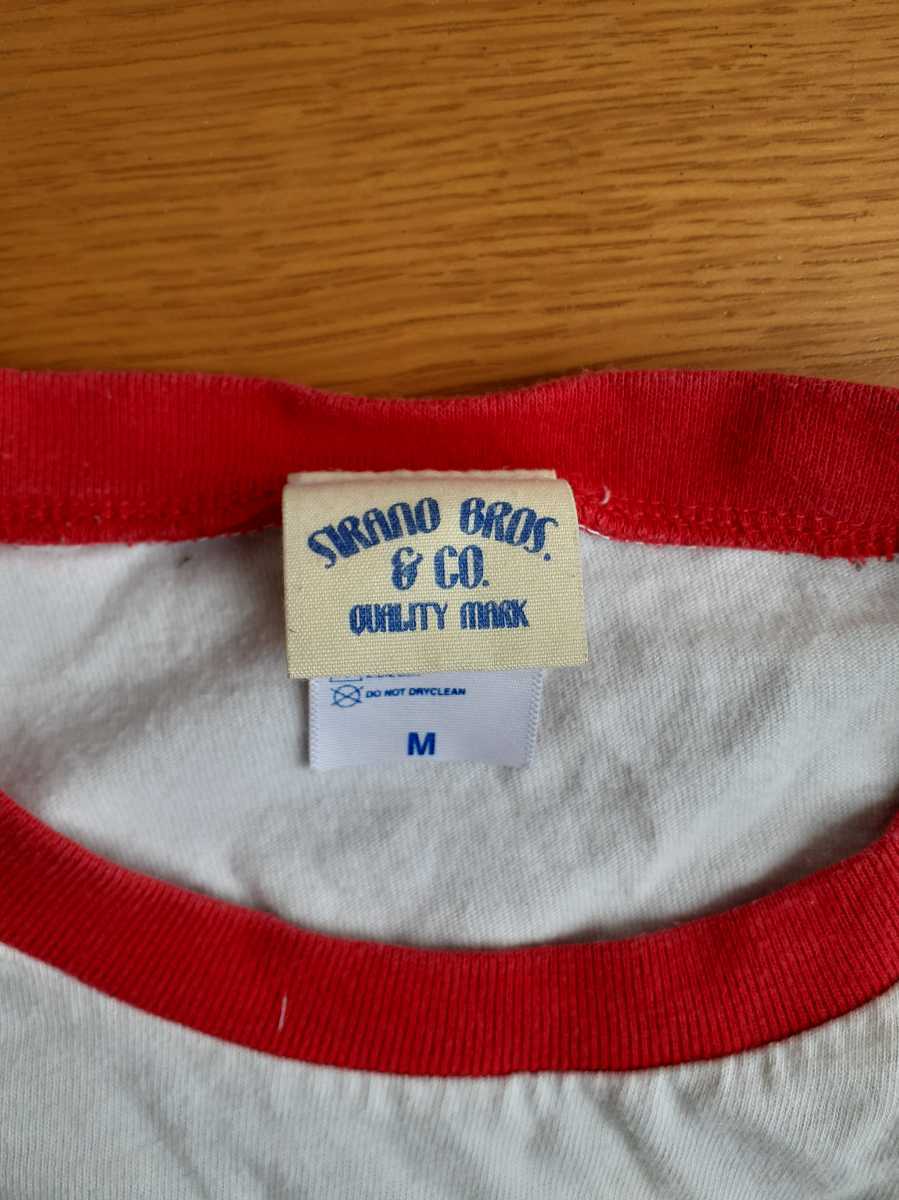 SIRANO BROS.
& CO.
QUALITY MARK
DO NOT DRYCLEAN
M